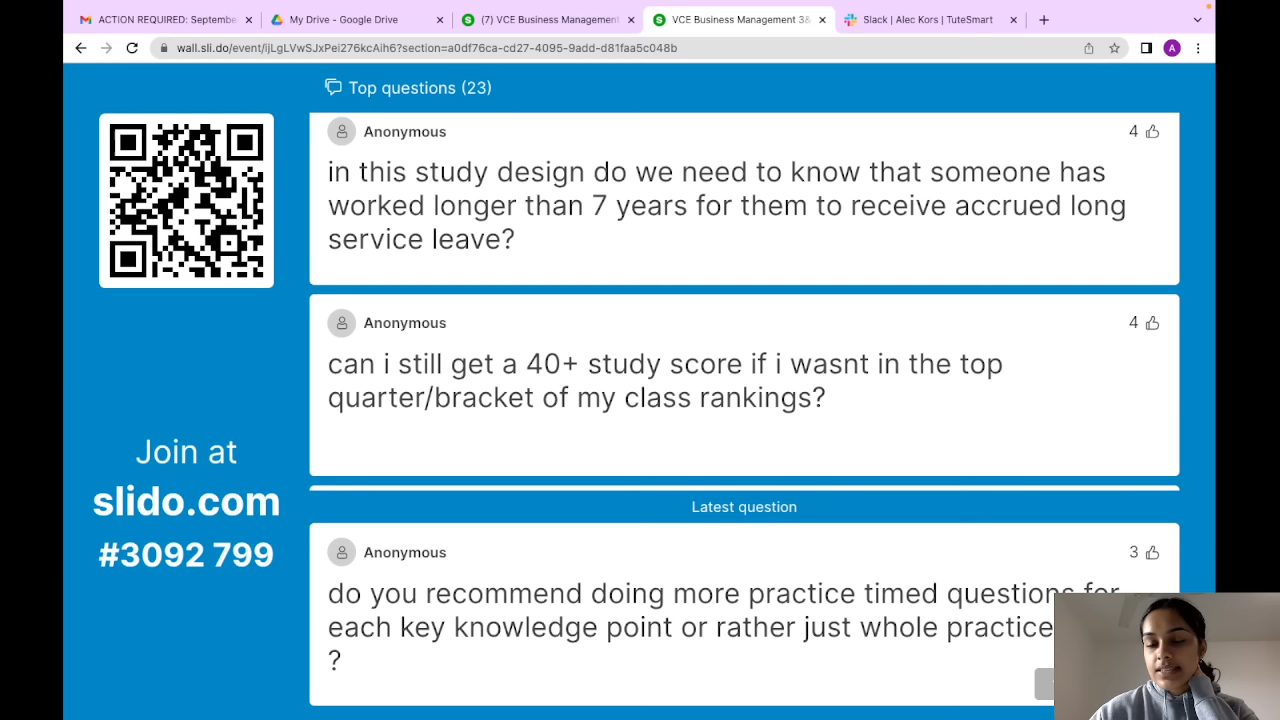 ACTION REQUIRED: Septembe
My Drive - Google Drive
(7) VCE Business Management
VCE Business Management 3&
Slack | Alec Kors | TuteSmart
wall.sli.do/event/ijLgLVwSJxPei276kcAih6?section=a0df76ca-cd27-4095-9add-d81faa5c048b
A
Top questions (23)
Anonymous
4
in this study design do we need to know that someone has
worked longer than 7 years for them to receive accrued long
service leave?
Anonymous
4
can i still get a 40+ study score if i wasnt in the top
quarter/bracket of my class rankings?
Join at
slido.com
#3092 799
Latest question
Anonymous
3
do you recommend doing more practice timed questions for
each key knowledge point or rather just whole practice
?